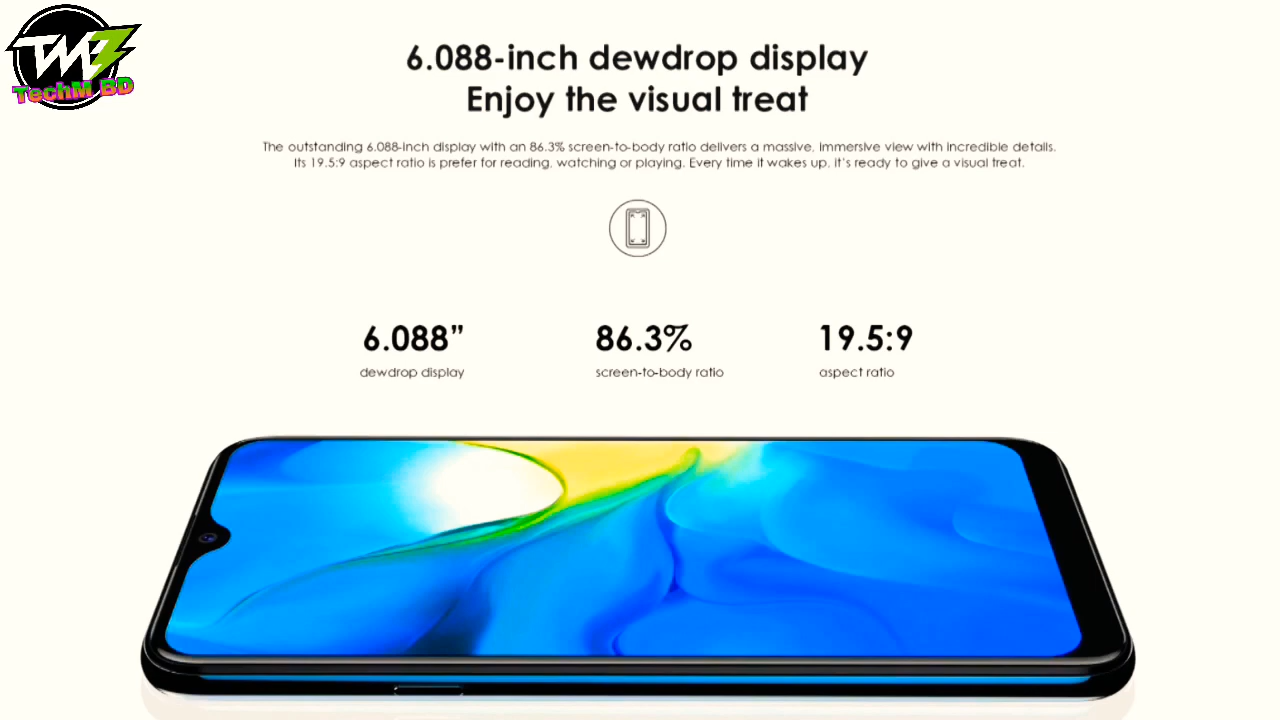 TMB
TechM BD
6.088-inch dewdrop display
Enjoy the visual treat
The outstanding 6.088-inch display with an 86.3% screen-to-body ratio delivers a massive, immersive view with incredible details.
Its 19.5:9 aspect ratio is prefer for reading, watching or playing. Every time it wakes up, it's ready to give a visual treat.
6.088” 86.3% 19.5:9
dewdrop display screen-to-body ratio aspect ratio